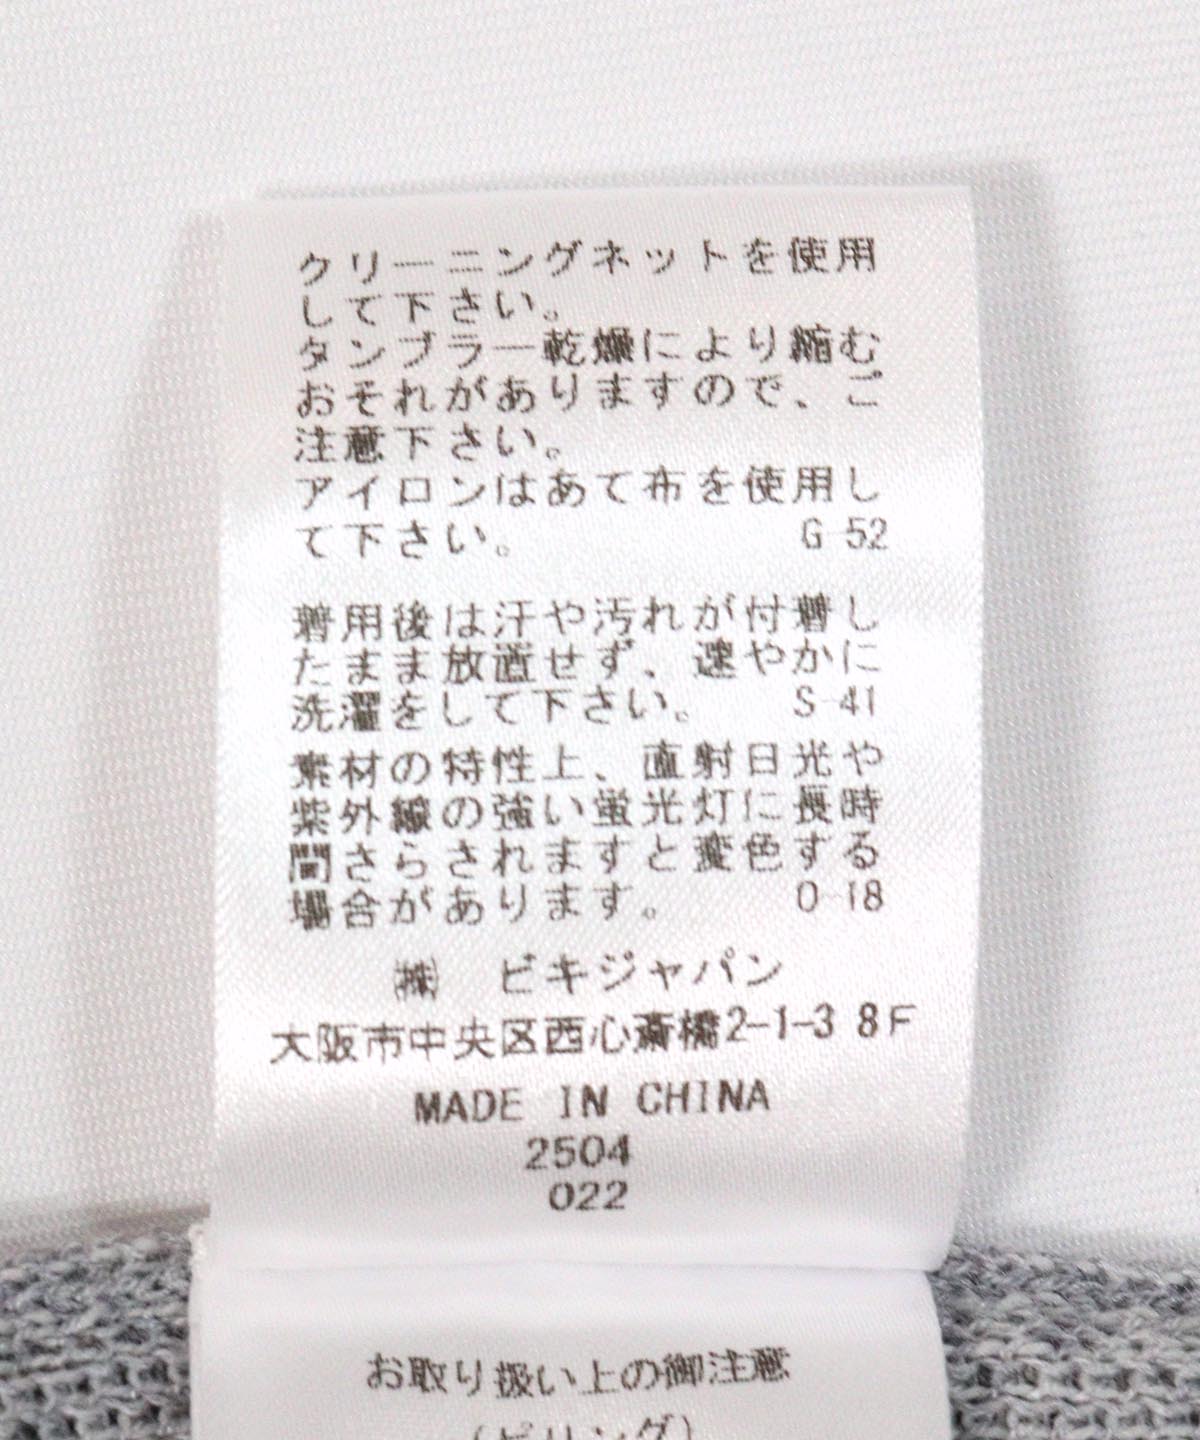 クリーニングネットを使用
して下さい。
タンブラー乾燥により縮む
おそれがありますので、ご
注意下さい。
アイロンはあて布を使用し
て下さい。 G-52
着用後は汗や汚れが付着し
たまま放置せず、速やかに
洗濯をして下さい。 S-41
素材の特性上、直射日光や
紫外線の強い蛍光灯に長時
間さらされますと変色する
場合があります。 O-18
㈱ ビキジャパン
大阪市中央区西心斎橋2-1-3 8F
MADE IN CHINA
2504
022
お取り扱い上の御注意
(ピリング)